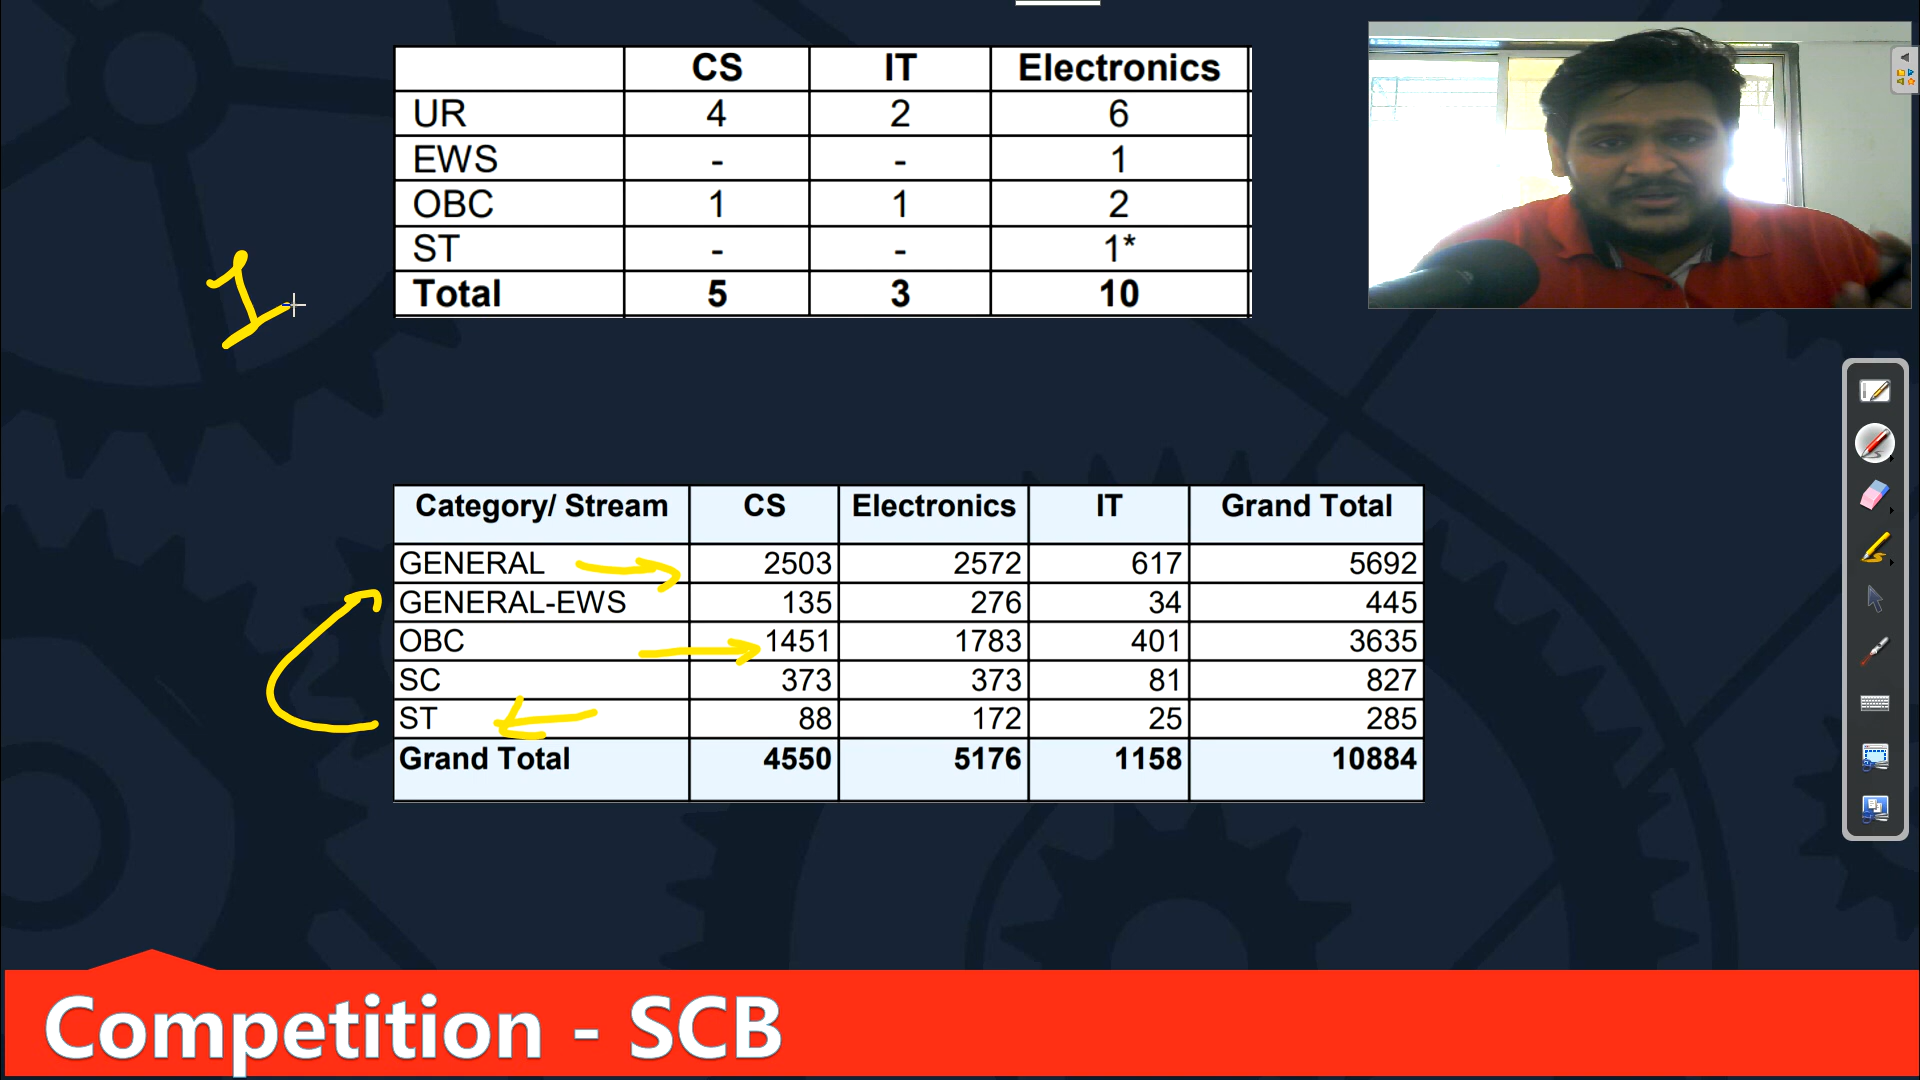 CS IT Electronics
UR 4 2 6
EWS - - 1
OBC 1 1 2
ST - - 1*
Total 5 3 10
1
Category/ Stream CS Electronics IT Grand Total
GENERAL 2503 2572 617 5692
GENERAL-EWS 135 276 34 445
OBC 1451 1783 401 3635
SC 373 373 81 827
ST 88 172 25 285
Grand Total 4550 5176 1158 10884
Competition - SCB